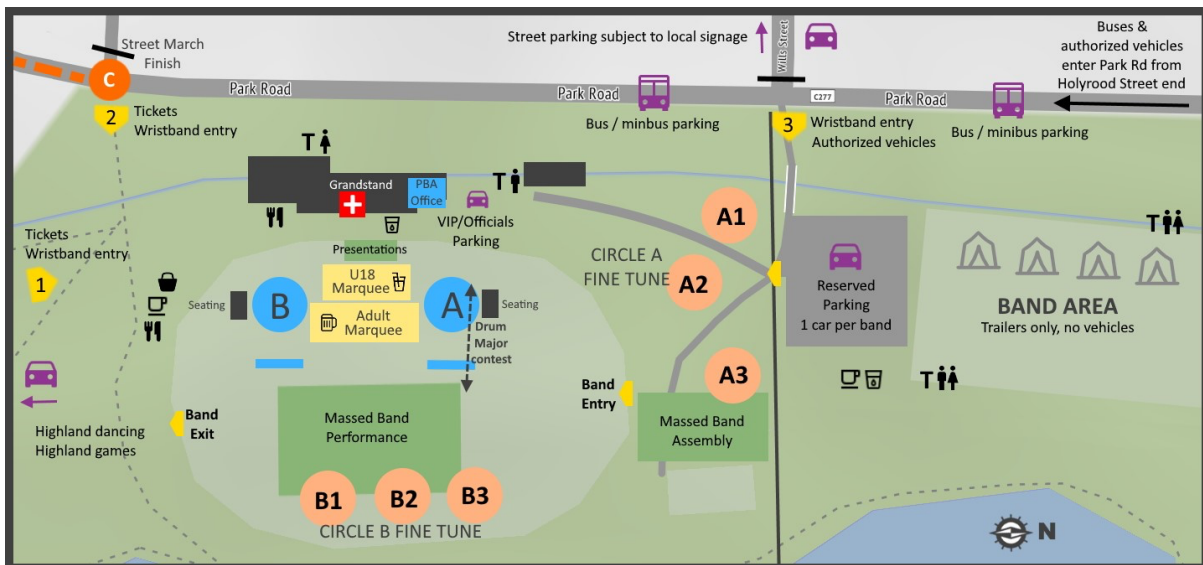 Street March
Finish
C
2
Tickets
Wristband entry
Park Road
Street parking subject to local signage
Wills Street
Buses &
authorized vehicles
enter Park Rd from
Holyrood Street end
Park Road
Bus / minbus parking
C277
Park Road
Bus / minibus parking
3
Wristband entry
Authorized vehicles
T
Grandstand
PBA
Office
T
VIP/Officials
Parking
Presentations
Tickets
Wristband entry
1
U18
Marquee
Adult
Marquee
Seating
B
A
Seating
Drum
Major
contest
CIRCLE A
FINE TUNE
A1
A2
A3
Reserved
Parking
1 car per band
T
BAND AREA
Trailers only, no vehicles
T
Highland dancing
Highland games
Band
Exit
Massed Band
Performance
Band
Entry
Massed Band
Assembly
B1
B2
B3
CIRCLE B FINE TUNE
N